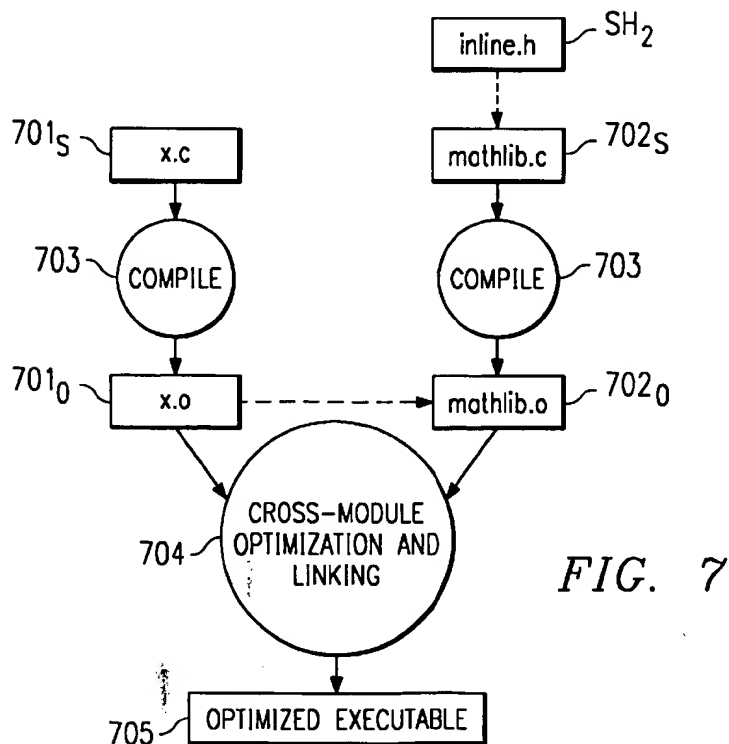 inline.h
SH2
701S
x.c
mathlib.c
702S
703
COMPILE
COMPILE
703
7010
x.o
mathlib.o
7020
704
CROSS–MODULE
OPTIMIZATION AND
LINKING
FIG. 7
705
OPTIMIZED EXECUTABLE